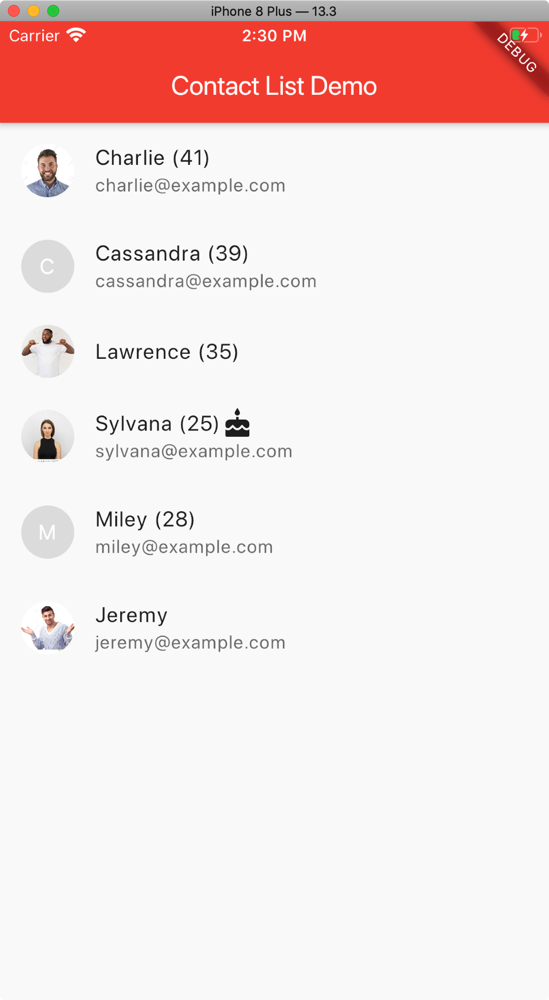 iPhone 8 Plus — 13.3
Carrier 2:30 PM
DEBUG
Contact List Demo
Charlie (41)
charlie@example.com
C
Cassandra (39)
cassandra@example.com
Lawrence (35)
Sylvana (25)
sylvana@example.com
M
Miley (28)
miley@example.com
Jeremy
jeremy@example.com